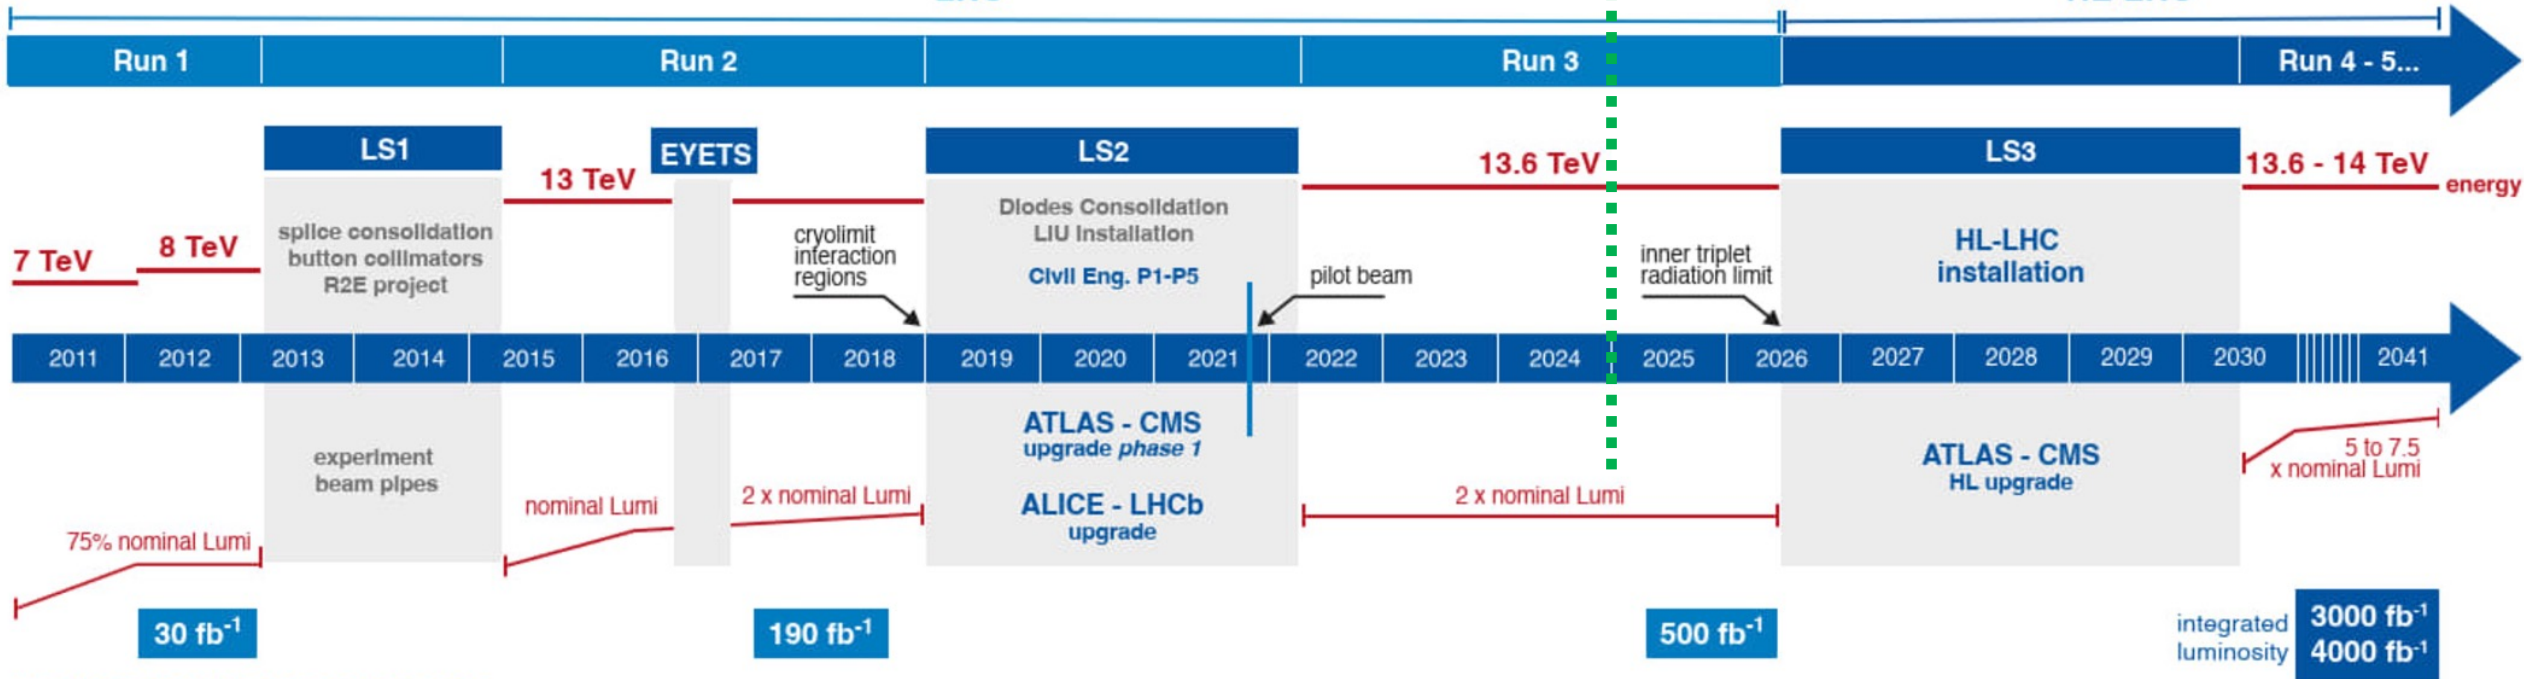 Run 1
Run 2
Run 3
Run 4 - 5...
LS1
EYETS
LS2
LS3
13 TeV
13.6 TeV
13.6 - 14 TeV
energy
7 TeV
8 TeV
splice consolidation
button collimators
R2E project
cryolimit
interaction
regions
Diodes Consolidation
LIU Installation
Civil Eng. P1-P5
pilot beam
inner triplet
radiation limit
HL-LHC
installation
2011 2012 2013 2014 2015 2016 2017 2018 2019 2020 2021 2022 2023 2024 2025 2026 2027 2028 2029 2030 2041
experiment
beam pipes
ATLAS - CMS
upgrade phase 1
ALICE - LHCb
upgrade
ATLAS - CMS
HL upgrade
75% nominal Lumi
nominal Lumi
2 x nominal Lumi
2 x nominal Lumi
5 to 7.5
x nominal Lumi
30 fb⁻¹
190 fb⁻¹
500 fb⁻¹
integrated
luminosity
3000 fb⁻¹
4000 fb⁻¹